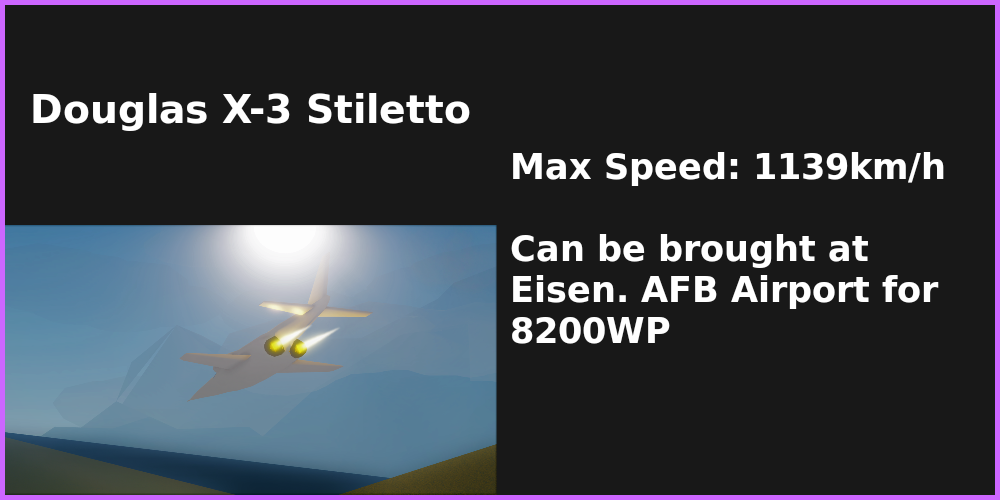 Douglas X-3 Stiletto
Max Speed: 1139km/h
Can be brought at
Eisen. AFB Airport for
8200WP